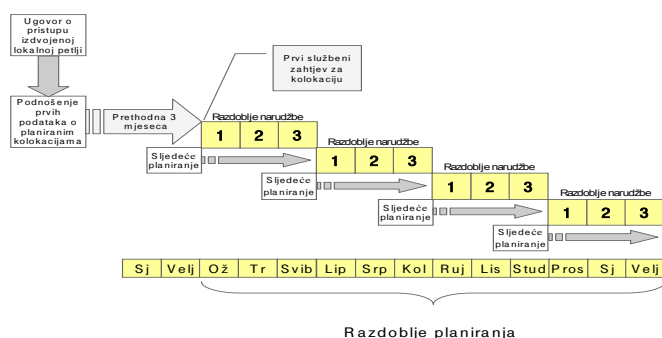 Ugovor o
pristupu
izdvojenoj
lokalnoj petlji
Prvi službeni
zahtjev za
kolokaciju
Podnošenje
prvih
podataka o
planiranim
kolokacijama
Prethodna 3
mjeseca
Razdoblje narudžbe
1 2 3
Sljedeće
planiranje
Razdoblje narudžbe
1 2 3
Sljedeće
planiranje
Razdoblje narudžbe
1 2 3
Sljedeće
planiranje
Razdoblje narudžbe
1 2 3
Sljedeće
planiranje
Sj Velj Ož Tr Svib Lip Srp Kol Ruj Lis Stud Pros Sj Velj
Razdoblje planiranja